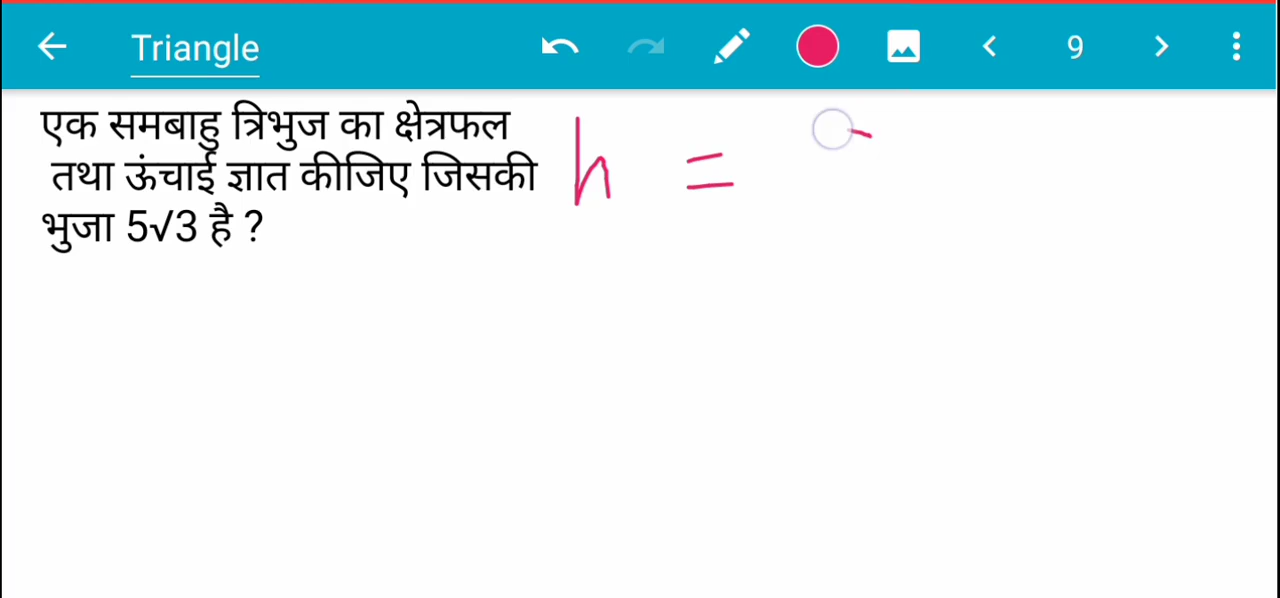 Triangle
9
एक समबाहु त्रिभुज का क्षेत्रफल
तथा ऊंचाई ज्ञात कीजिए जिसकी
भुजा 5√3 है ?
h =